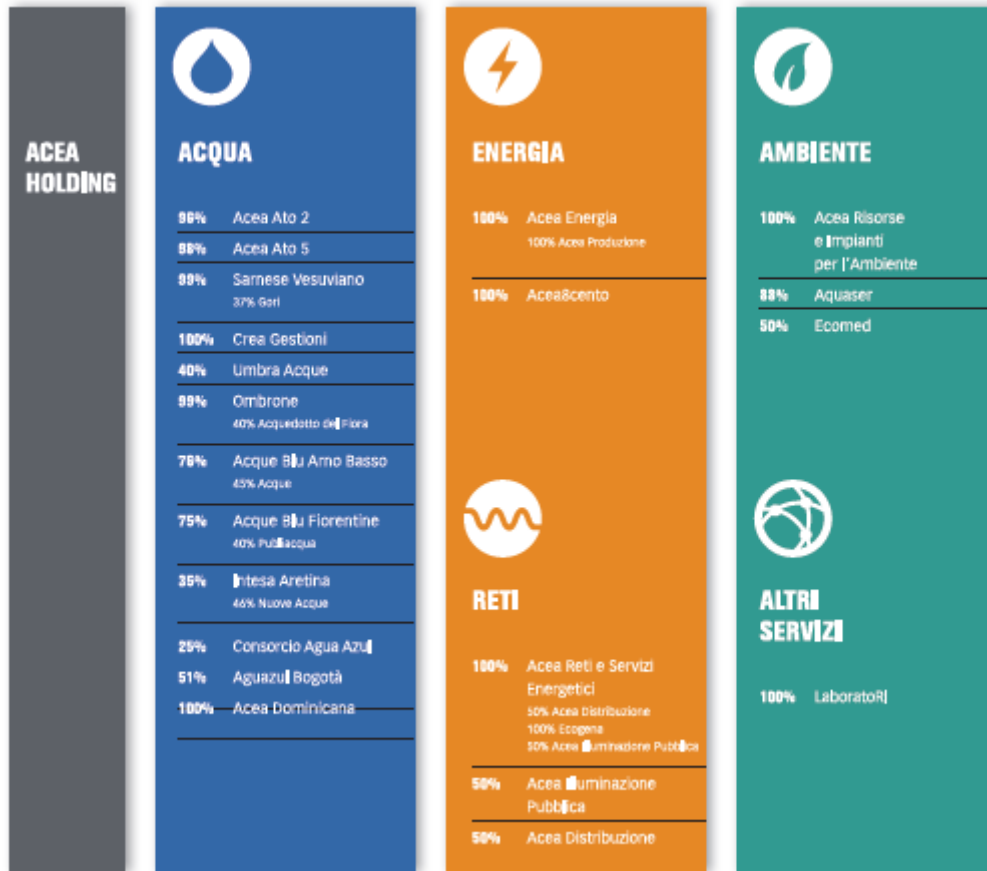 ACEA
HOLDING
ACQUA
96% Acea Ato 2
98% Acea Ato 5
99% Sarnese Vesuviano
37% Gori
100% Crea Gestioni
40% Umbra Acque
99% Ombrone
40% Acquedotto del Fiora
76% Acque Blu Arno Basso
45% Acque
75% Acque Blu Fiorentine
40% Publiacqua
35% Intesa Aretina
46% Nuove Acque
25% Consorcio Agua Azul
51% Aguazul Bogotà
100% Acea Dominicana
ENERGIA
100% Acea Energia
100% Acea Produzione
100% Acea8cento
RETI
100% Acea Reti e Servizi
Energetici
50% Acea Distribuzione
100% Ecogena
50% Acea Illuminazione Pubblica
50% Acea Illuminazione
Pubblica
50% Acea Distribuzione
AMBIENTE
100% Acea Risorse
e Impianti
per l'Ambiente
88% Aquaser
50% Ecomed
ALTRI
SERVIZI
100% LaboratoRI